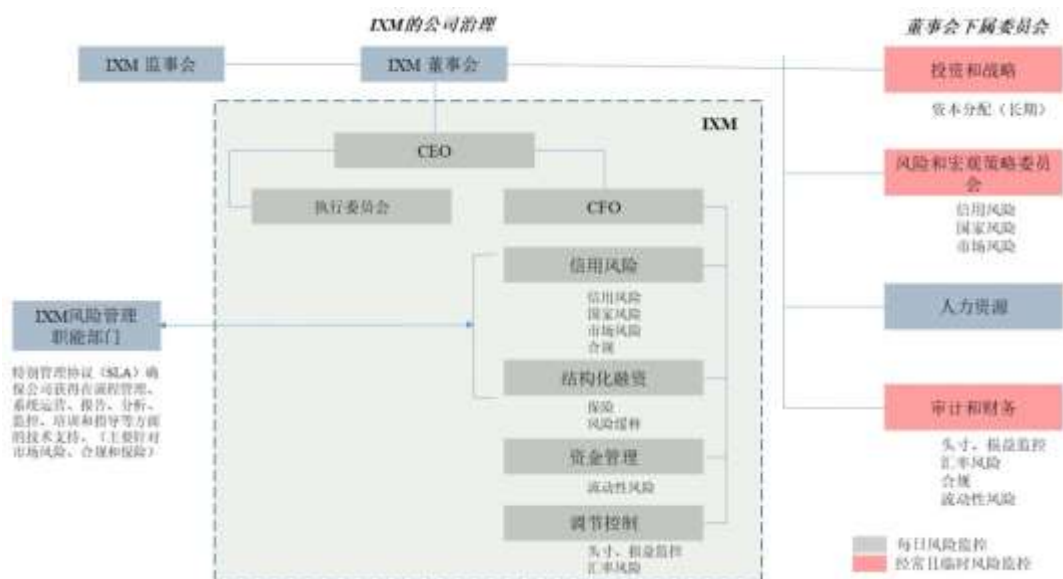 IXM的公司治理
董事会下属委员会
IXM 监事会
IXM 董事会
投资和战略
资本分配（长期）
IXM
CEO
风险和宏观策略委员
会
信用风险
国家风险
市场风险
执行委员会
CFO
信用风险
信用风险
国家风险
市场风险
合规
人力资源
IXM风险管理
职能部门
特别管理协议（SLA）确
保公司获得在流程管理、
系统运营、报告、分析、
监控、培训和指导等方面
的技术支持。（主要针对
市场风险、合规和保险）
结构化融资
保险
风险缓释
审计和财务
头寸、损益监控
汇率风险
合规
流动性风险
资金管理
流动性风险
调节控制
头寸、损益监控
汇率风险
每日风险监控
经常且临时风险监控